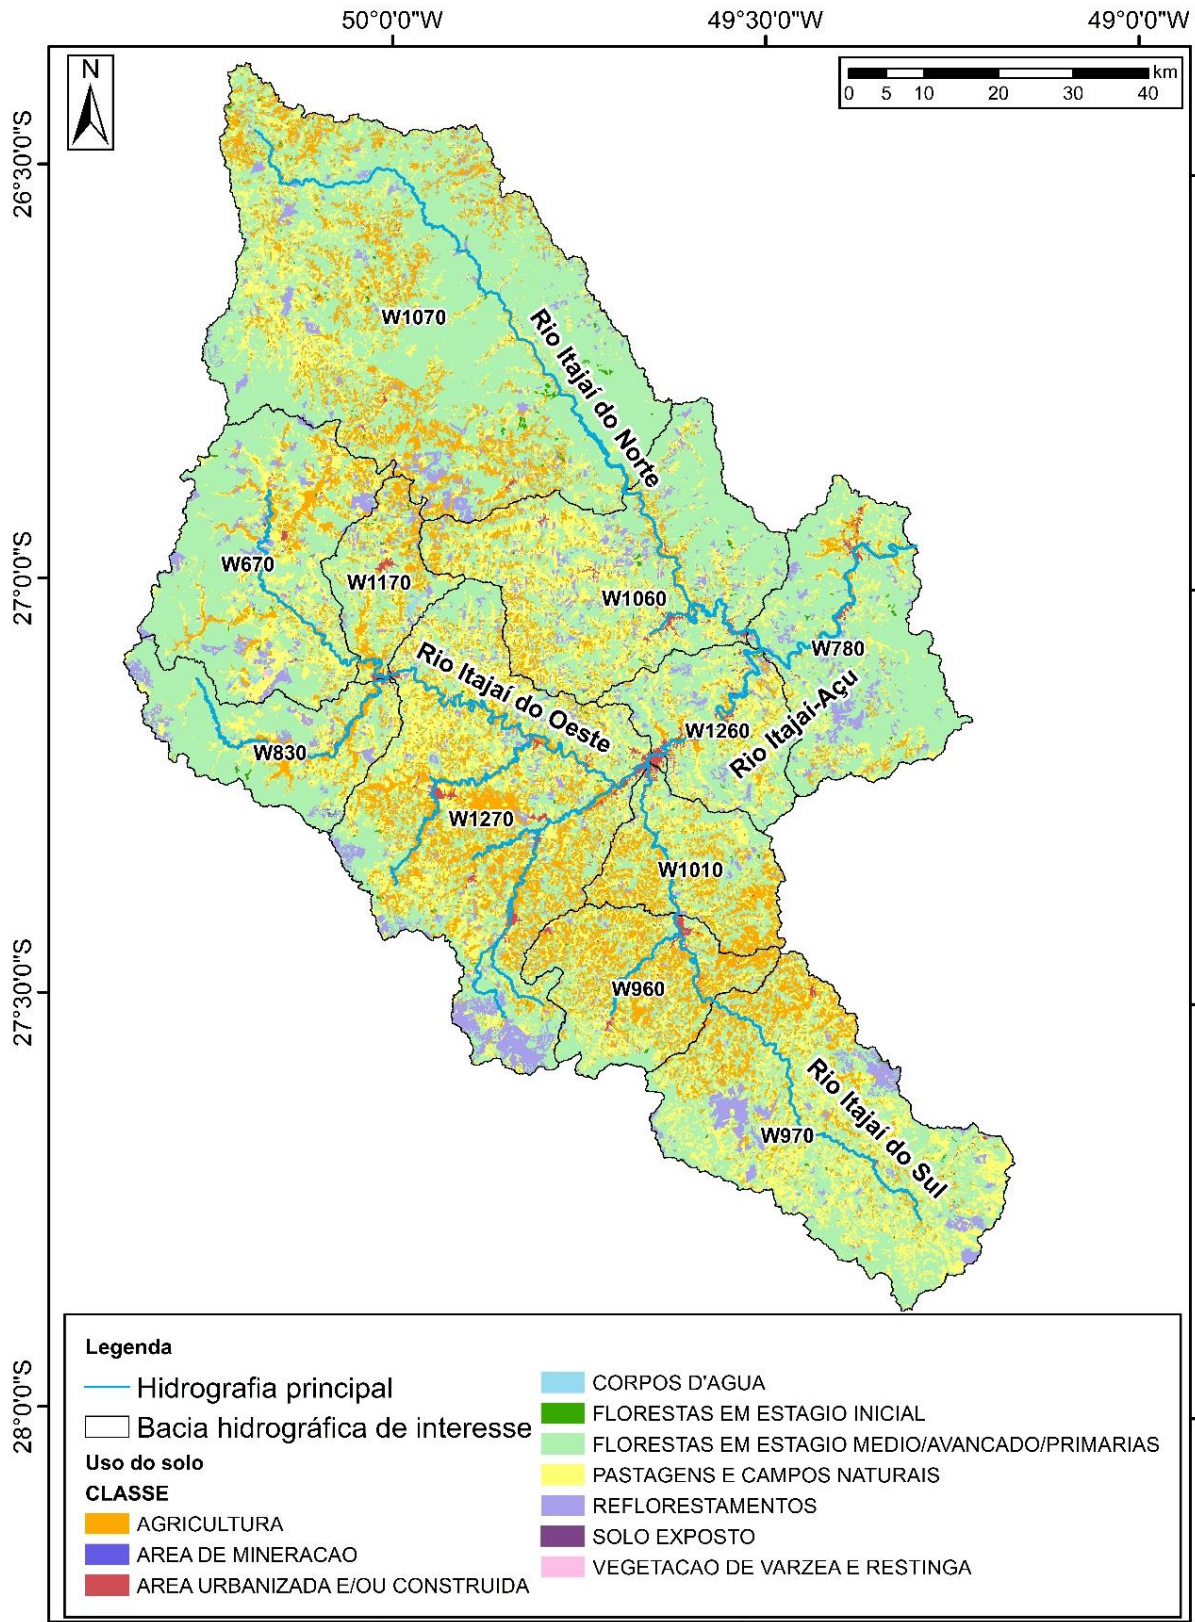 50°0'0"W 49°30'0"W 49°0'0"W
N
km
0 5 10 20 30 40
26°30'0"S
W1070
Rio Itajaí do Norte
W670
W1170
27°0'0"S
W1060
W780
Rio Itajaí do Oeste
W1260
Rio Itajaí-Açu
W830
W1270
W1010
W960
27°30'0"S
Rio Itajaí do Sul
W970
28°0'0"S
Legenda
Hidrografia principal
Bacia hidrográfica de interesse
Uso do solo
CLASSE
AGRICULTURA
AREA DE MINERACAO
AREA URBANIZADA E/OU CONSTRUIDA
CORPOS D'AGUA
FLORESTAS EM ESTAGIO INICIAL
FLORESTAS EM ESTAGIO MEDIO/AVANCADO/PRIMARIAS
PASTAGENS E CAMPOS NATURAIS
REFLORESTAMENTOS
SOLO EXPOSTO
VEGETACAO DE VARZEA E RESTINGA